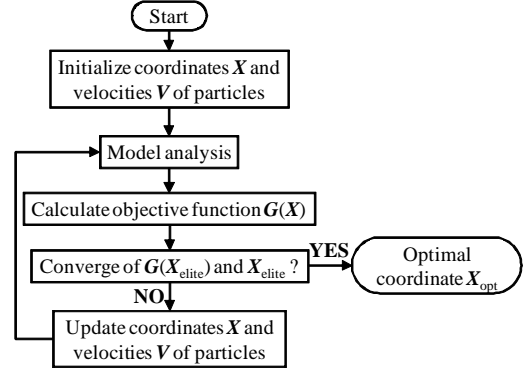 Start
Initialize coordinates X and
velocities V of particles
Model analysis
Calculate objective function G(X)
Converge of G(Xelite) and Xelite ?
YES
Optimal
coordinate Xopt
NO
Update coordinates X and
velocities V of particles